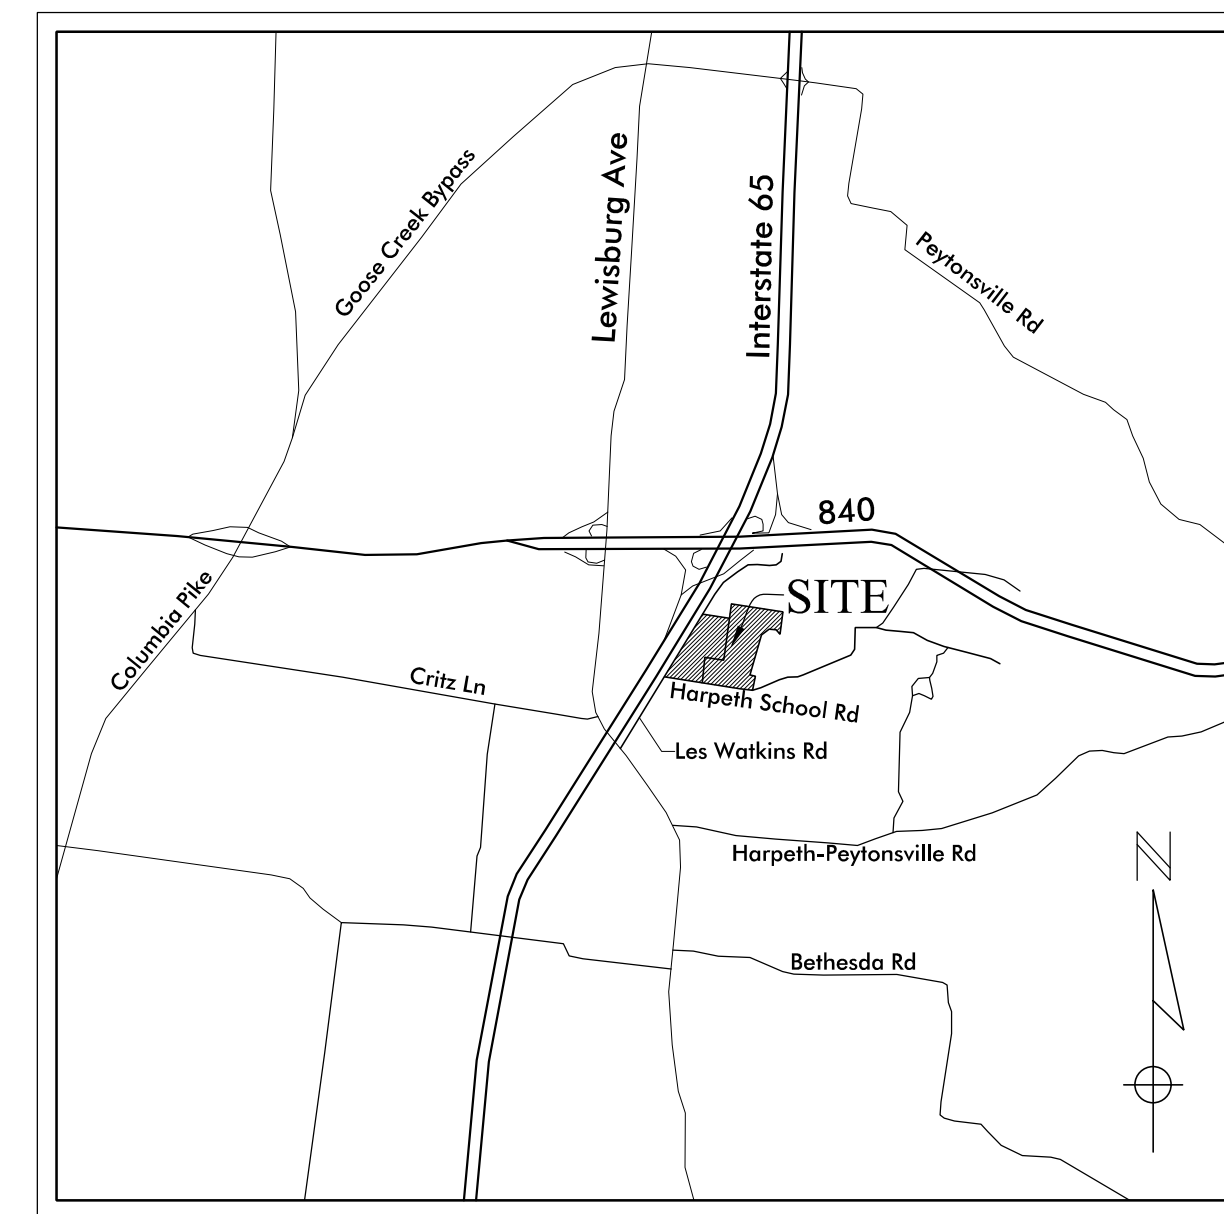 Goose Creek Bypass
Lewisburg Ave
Interstate 65
Peytonsville Rd
840
Columbia Pike
SITE
Critz Ln
Harpeth School Rd
Les Watkins Rd
Harpeth-Peytonsville Rd
N
Bethesda Rd